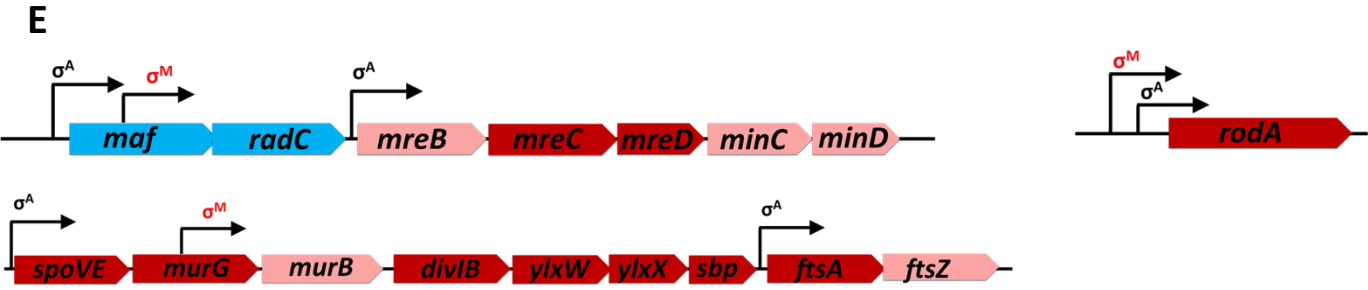 E
σA σM σA
maf radC mreB mreC mreD minC minD
σM
σA
rodA
σA σM σA
spoVE murG murB divIB ylxW ylxX sbp ftsA ftsZ